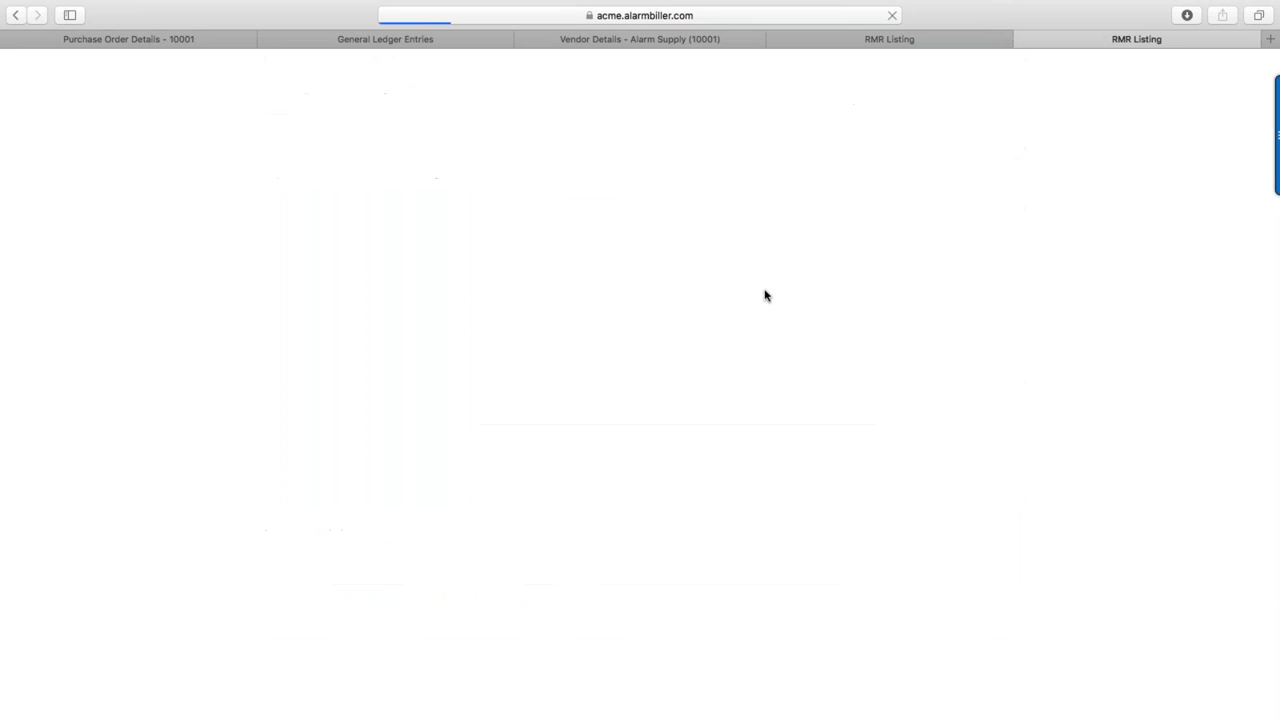 acme.alarmbiller.com
Purchase Order Details - 10001
General Ledger Entries
Vendor Details - Alarm Supply (10001)
RMR Listing
RMR Listing